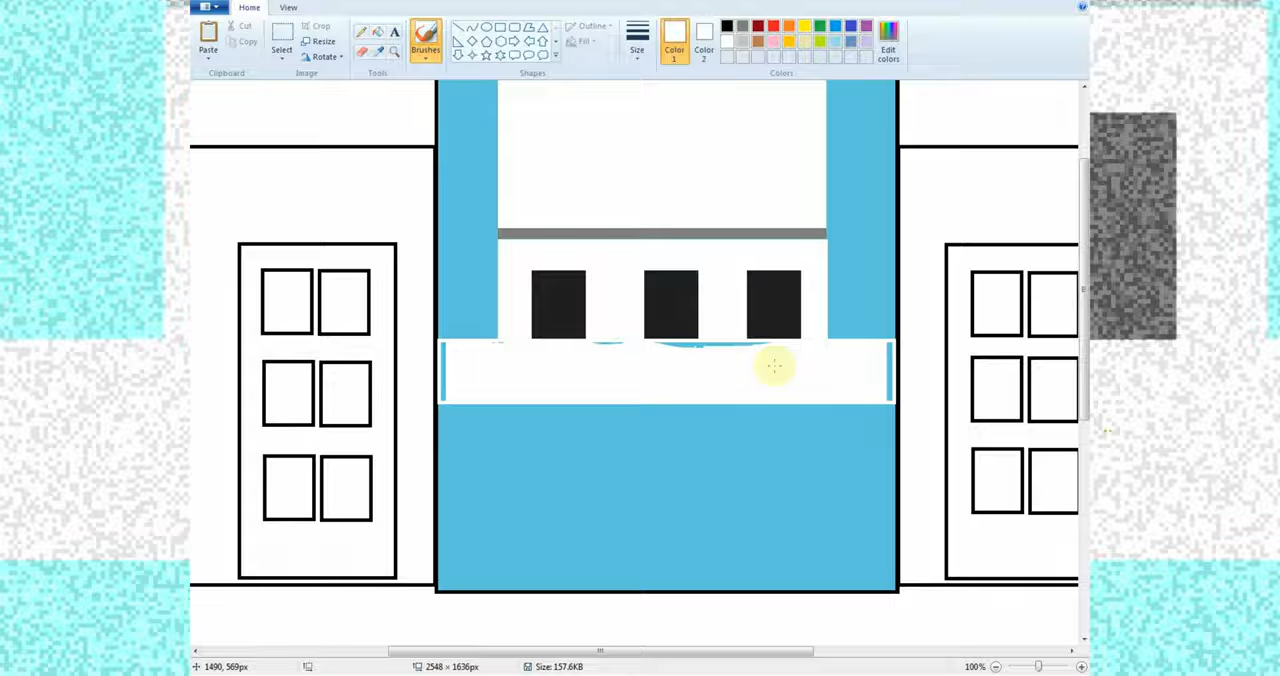 Home View
Paste Cut Copy Clipboard
Select Crop Resize Rotate Image
A Tools
Brushes
Shapes Outline Fill
Size
Color 1 Color 2 Edit colors Colors
1490, 569px 2548 × 1636px Size: 157.6KB 100%